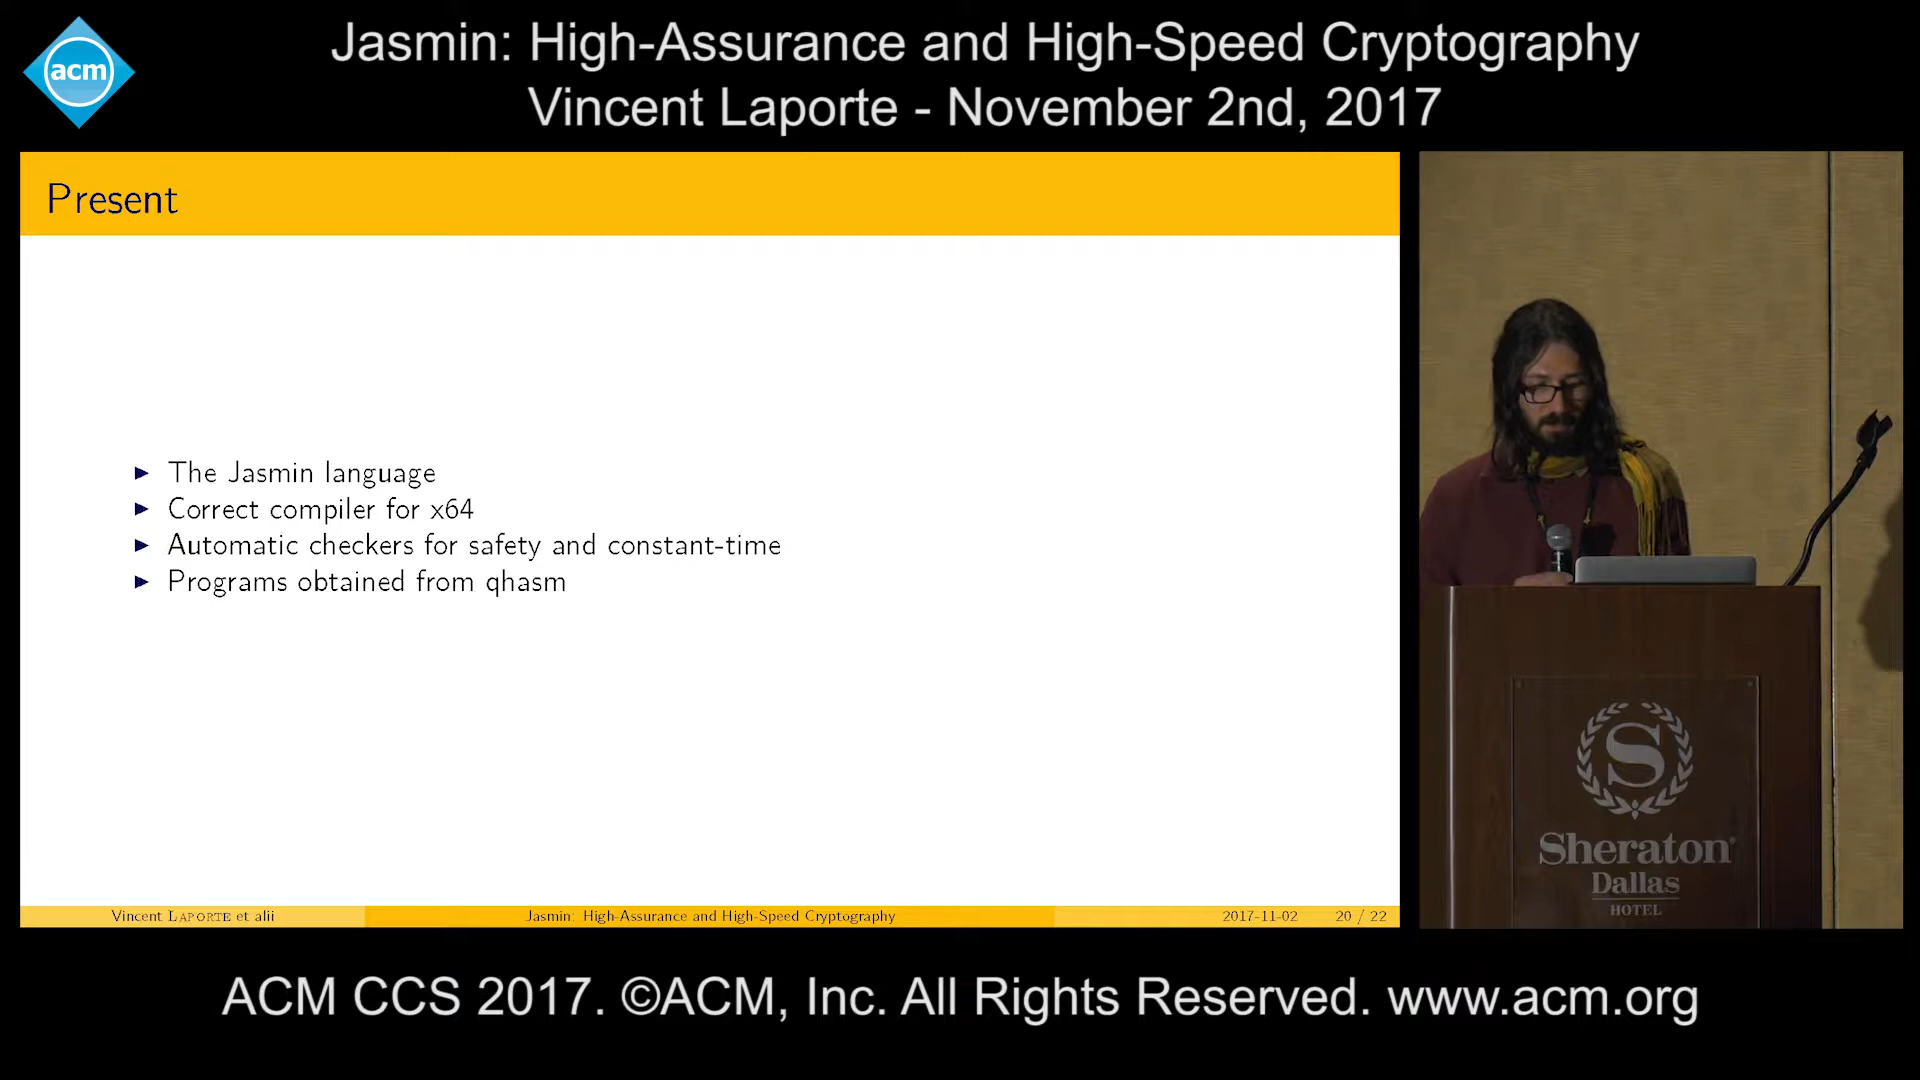 acm
Jasmin: High-Assurance and High-Speed Cryptography
Vincent Laporte - November 2nd, 2017
Present
The Jasmin language
Correct compiler for x64
Automatic checkers for safety and constant-time
Programs obtained from qhasm
Vincent LAPORTE et alii
Jasmin: High-Assurance and High-Speed Cryptography
2017-11-02
20 / 22
S
Sheraton®
Dallas
HOTEL
ACM CCS 2017. ©ACM, Inc. All Rights Reserved. www.acm.org